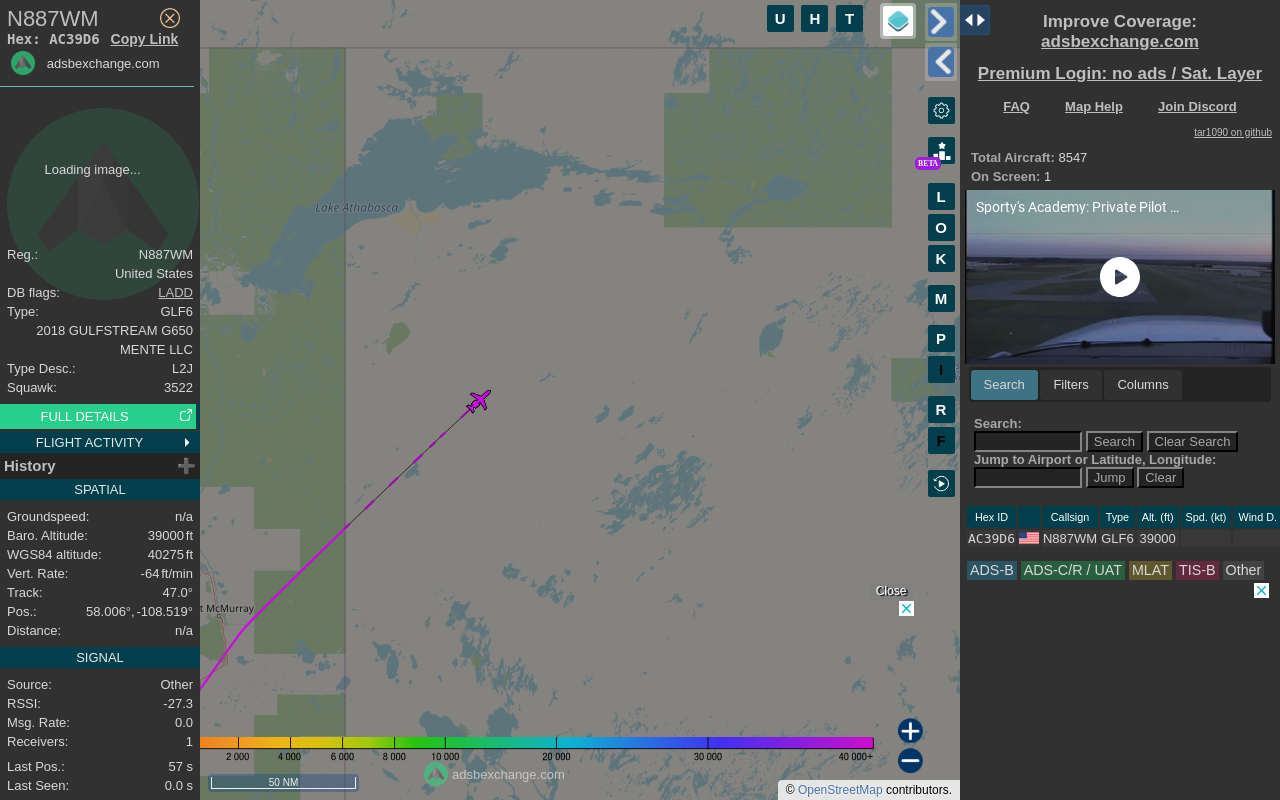 N887WM
Hex: AC39D6 Copy Link
adsbexchange.com
Loading image...
Reg.: N887WM
United States
DB flags: LADD
Type: GLF6
2018 GULFSTREAM G650
MENTE LLC
Type Desc.: L2J
Squawk: 3522
FULL DETAILS
FLIGHT ACTIVITY
History
SPATIAL
Groundspeed: n/a
Baro. Altitude: 39000 ft
WGS84 altitude: 40275 ft
Vert. Rate: -64 ft/min
Track: 47.0°
Pos.: 58.006°, -108.519°
Distance: n/a
SIGNAL
Source: Other
RSSI: -27.3
Msg. Rate: 0.0
Receivers: 1
Last Pos.: 57 s
Last Seen: 0.0 s
U H T
BETA
L
O
K
M
P
I
R
F
Lake Athabasca
t McMurray
Close
2 000 4 000 6 000 8 000 10 000 20 000 30 000 40 000+
50 NM
adsbexchange.com
© OpenStreetMap contributors.
Improve Coverage:
adsbexchange.com
Premium Login: no ads / Sat. Layer
FAQ Map Help Join Discord
tar1090 on github
Total Aircraft: 8547
On Screen: 1
Sporty's Academy: Private Pilot ...
Search Filters Columns
Search:
Search Clear Search
Jump to Airport or Latitude, Longitude:
Jump Clear
Hex ID Callsign Type Alt. (ft) Spd. (kt) Wind D.
AC39D6 N887WM GLF6 39000
ADS-B ADS-C/R / UAT MLAT TIS-B Other